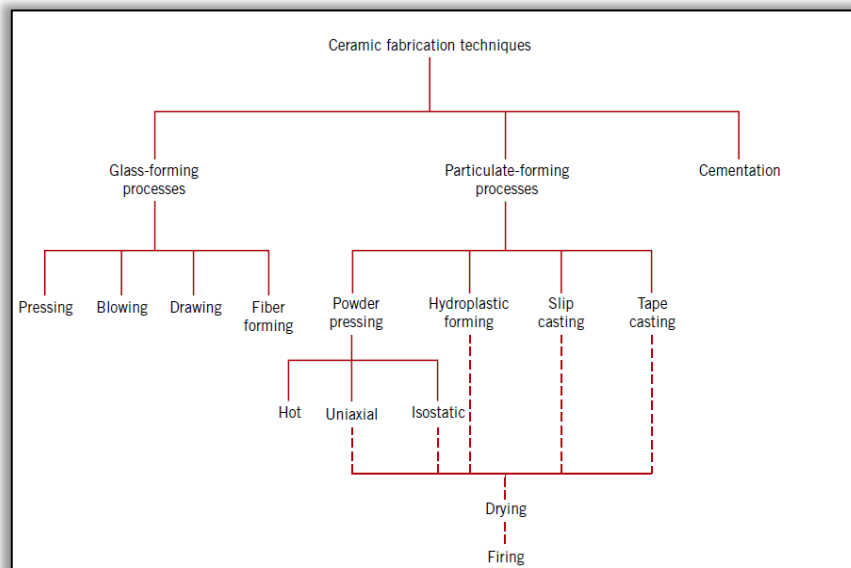 Ceramic fabrication techniques
Glass-forming
processes
Particulate-forming
processes
Cementation
Pressing
Blowing
Drawing
Fiber
forming
Powder
pressing
Hydroplastic
forming
Slip
casting
Tape
casting
Hot
Uniaxial
Isostatic
Drying
Firing